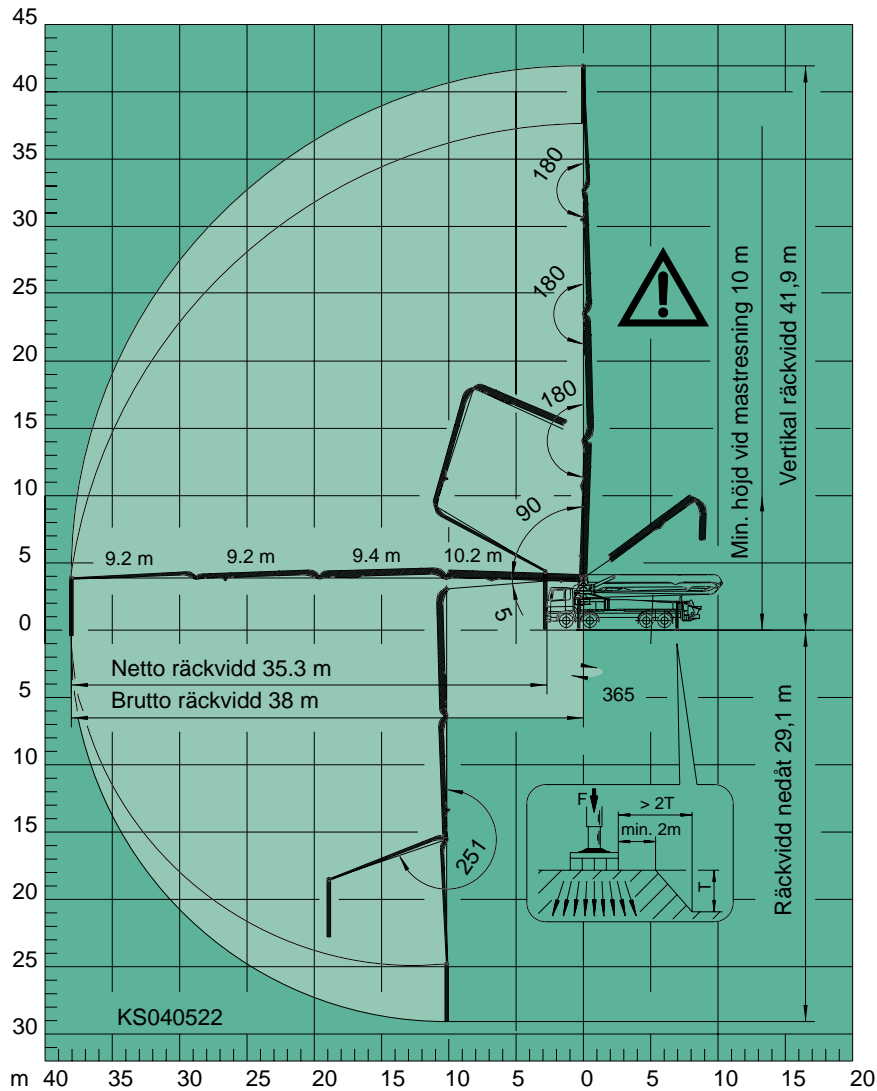 45
40
35
30
25
20
15
10
5
0
5
10
15
20
25
30
180
180
180
90
5
Min. höjd vid mastresning 10 m
Vertikal räckvidd 41,9 m
9.2 m 9.2 m 9.4 m 10.2 m
Netto räckvidd 35.3 m
Brutto räckvidd 38 m
365
Räckvidd nedåt 29,1 m
251
F
> 2T
min. 2m
T
KS040522
m 40 35 30 25 20 15 10 5 0 5 10 15 20